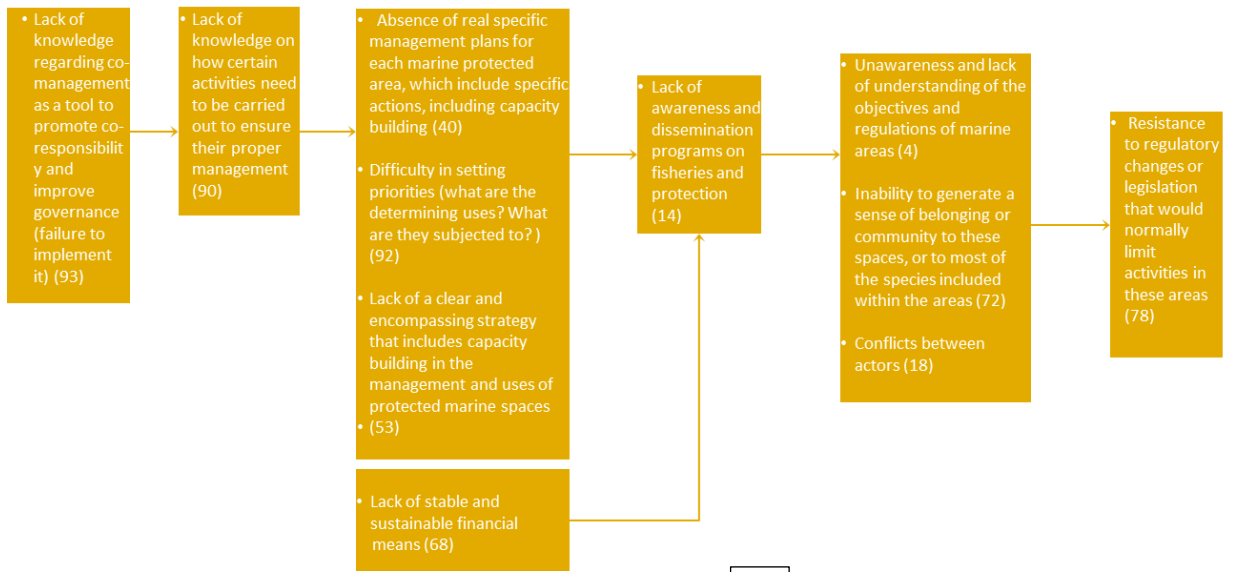 • Lack of
knowledge
regarding co-
management
as a tool to
promote co-
responsibilit
y and
improve
governance
(failure to
implement
it) (93)
• Lack of
knowledge on
how certain
activities need
to be carried
out to ensure
their proper
management
(90)
• Absence of real specific
management plans for
each marine protected
area, which include specific
actions, including capacity
building (40)
• Difficulty in setting
priorities (what are the
determining uses? What
are they subjected to? )
(92)
• Lack of a clear and
encompassing strategy
that includes capacity
building in the
management and uses of
protected marine spaces
• (53)
• Lack of stable and
sustainable financial
means (68)
• Lack of
awareness and
dissemination
programs on
fisheries and
protection
(14)
• Unawareness and lack
of understanding of the
objectives and
regulations of marine
areas (4)
• Inability to generate a
sense of belonging or
community to these
spaces, or to most of
the species included
within the areas (72)
• Conflicts between
actors (18)
• Resistance
to regulatory
changes or
legislation
that would
normally
limit
activities in
these areas
(78)